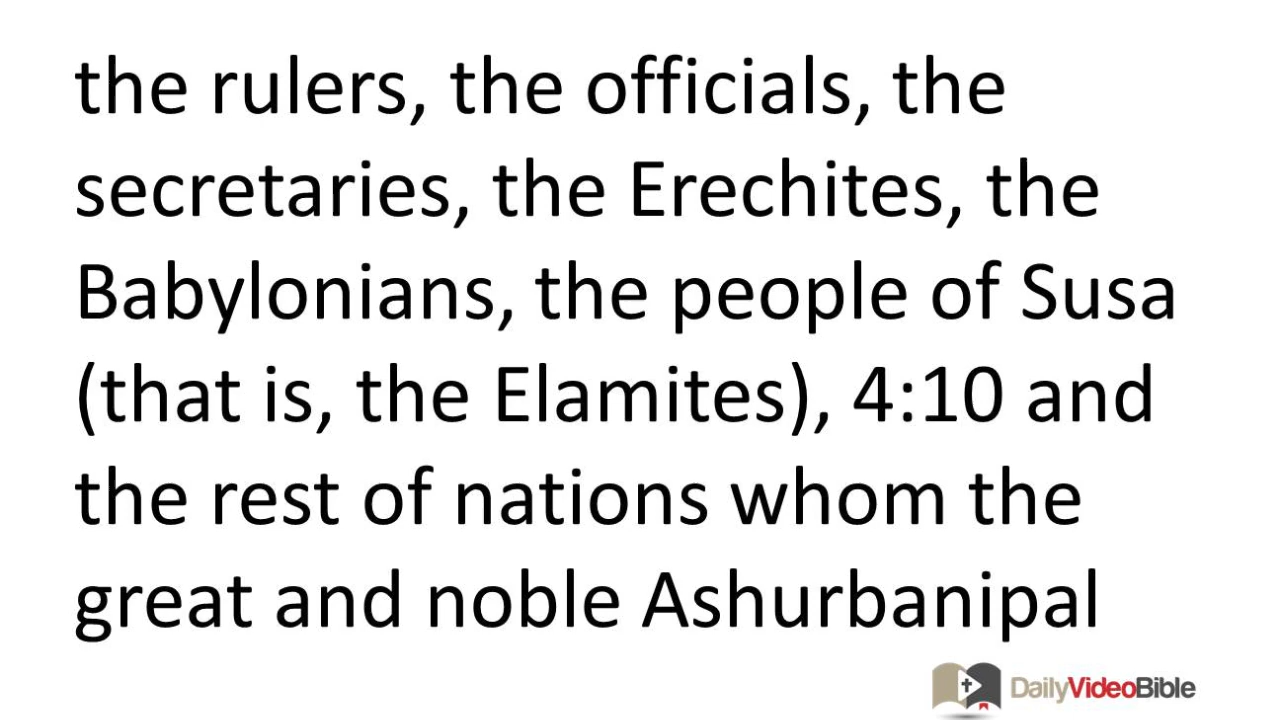 the rulers, the officials, the
secretaries, the Erechites, the
Babylonians, the people of Susa
(that is, the Elamites), 4:10 and
the rest of nations whom the
great and noble Ashurbanipal
DailyVideoBible